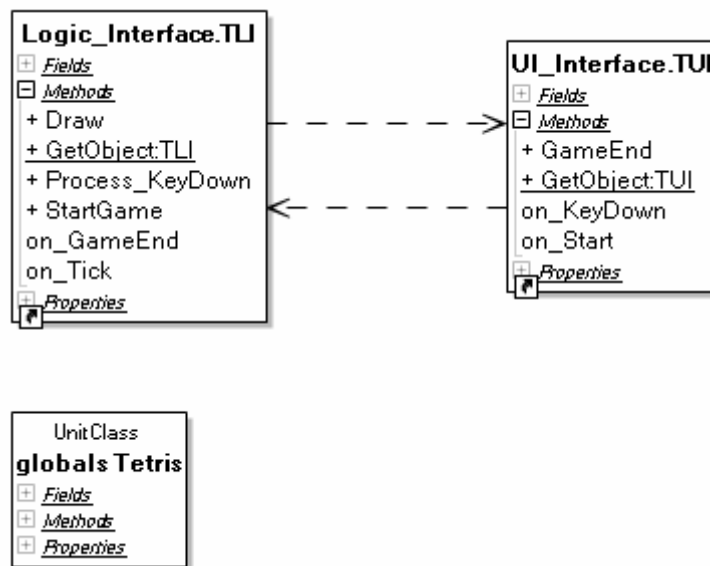 Logic_Interface.TLI
Fields
Methods
+ Draw
+ GetObject:TLI
+ Process_KeyDown
+ StartGame
on_GameEnd
on_Tick
Properties
UI_Interface.TUI
Fields
Methods
+ GameEnd
+ GetObject:TUI
on_KeyDown
on_Start
Properties
UnitClass
globals Tetris
Fields
Methods
Properties